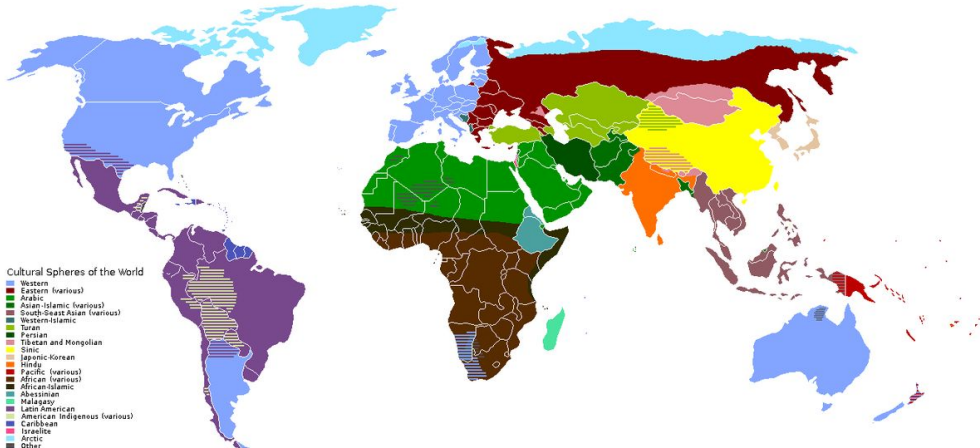 Cultural Spheres of the World
Western
Eastern (various)
Arabic
Asian-Islamic (various)
South-East Asian (various)
Western-Islamic
Turan
Persian
Tibetan and Mongolian
Sinic
Japonic-Korean
Hindu
Pacific (various)
African (various)
African-Islamic
Abessinian
Malagasy
Latin American
American Indigenous (various)
Caribbean
Israelite
Arctic
Other